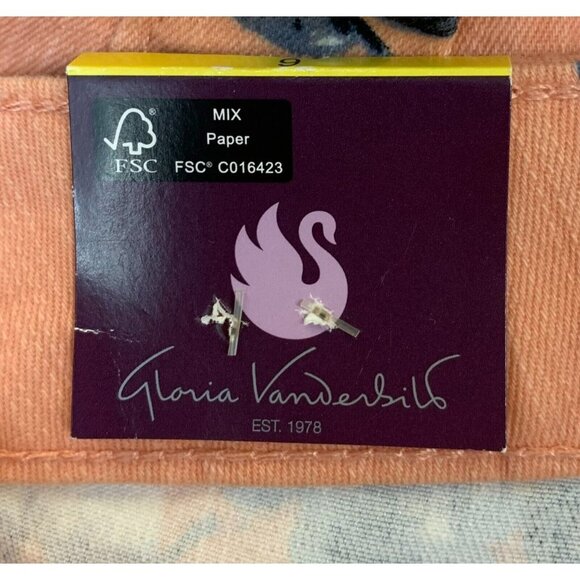 MIX
Paper
FSC® C016423
FSC
Gloria Vanderbilt
EST. 1978